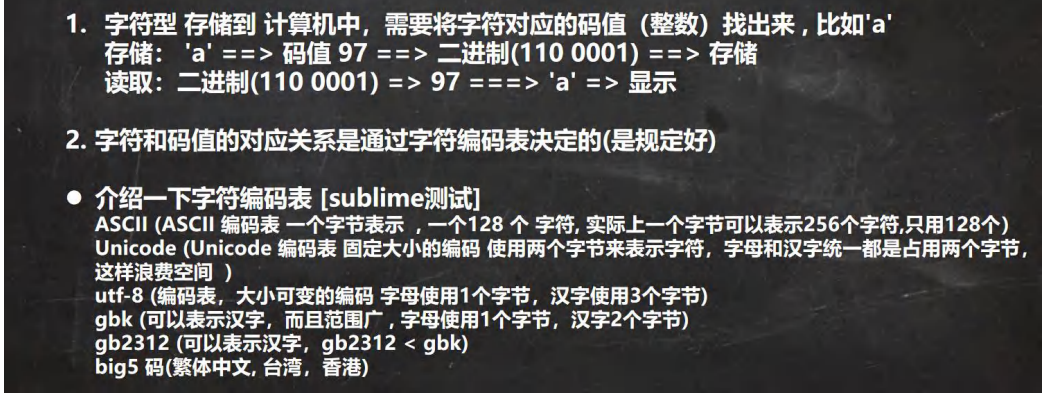 1. 字符型 存储到 计算机中，需要将字符对应的码值（整数）找出来 , 比如'a'
存储： 'a' ==> 码值 97 ==> 二进制(110 0001) ==> 存储
读取：二进制(110 0001) => 97 ===> 'a' => 显示
2. 字符和码值的对应关系是通过字符编码表决定的(是规定好)
● 介绍一下字符编码表 [sublime测试]
ASCII (ASCII 编码表 一个字节表示 , 一个128 个 字符, 实际上一个字节可以表示256个字符,只用128个)
Unicode (Unicode 编码表 固定大小的编码 使用两个字节来表示字符，字母和汉字统一都是占用两个字节，
这样浪费空间 )
utf-8 (编码表，大小可变的编码 字母使用1个字节，汉字使用3个字节)
gbk (可以表示汉字，而且范围广 , 字母使用1个字节，汉字2个字节)
gb2312 (可以表示汉字，gb2312 < gbk)
big5 码(繁体中文, 台湾，香港)